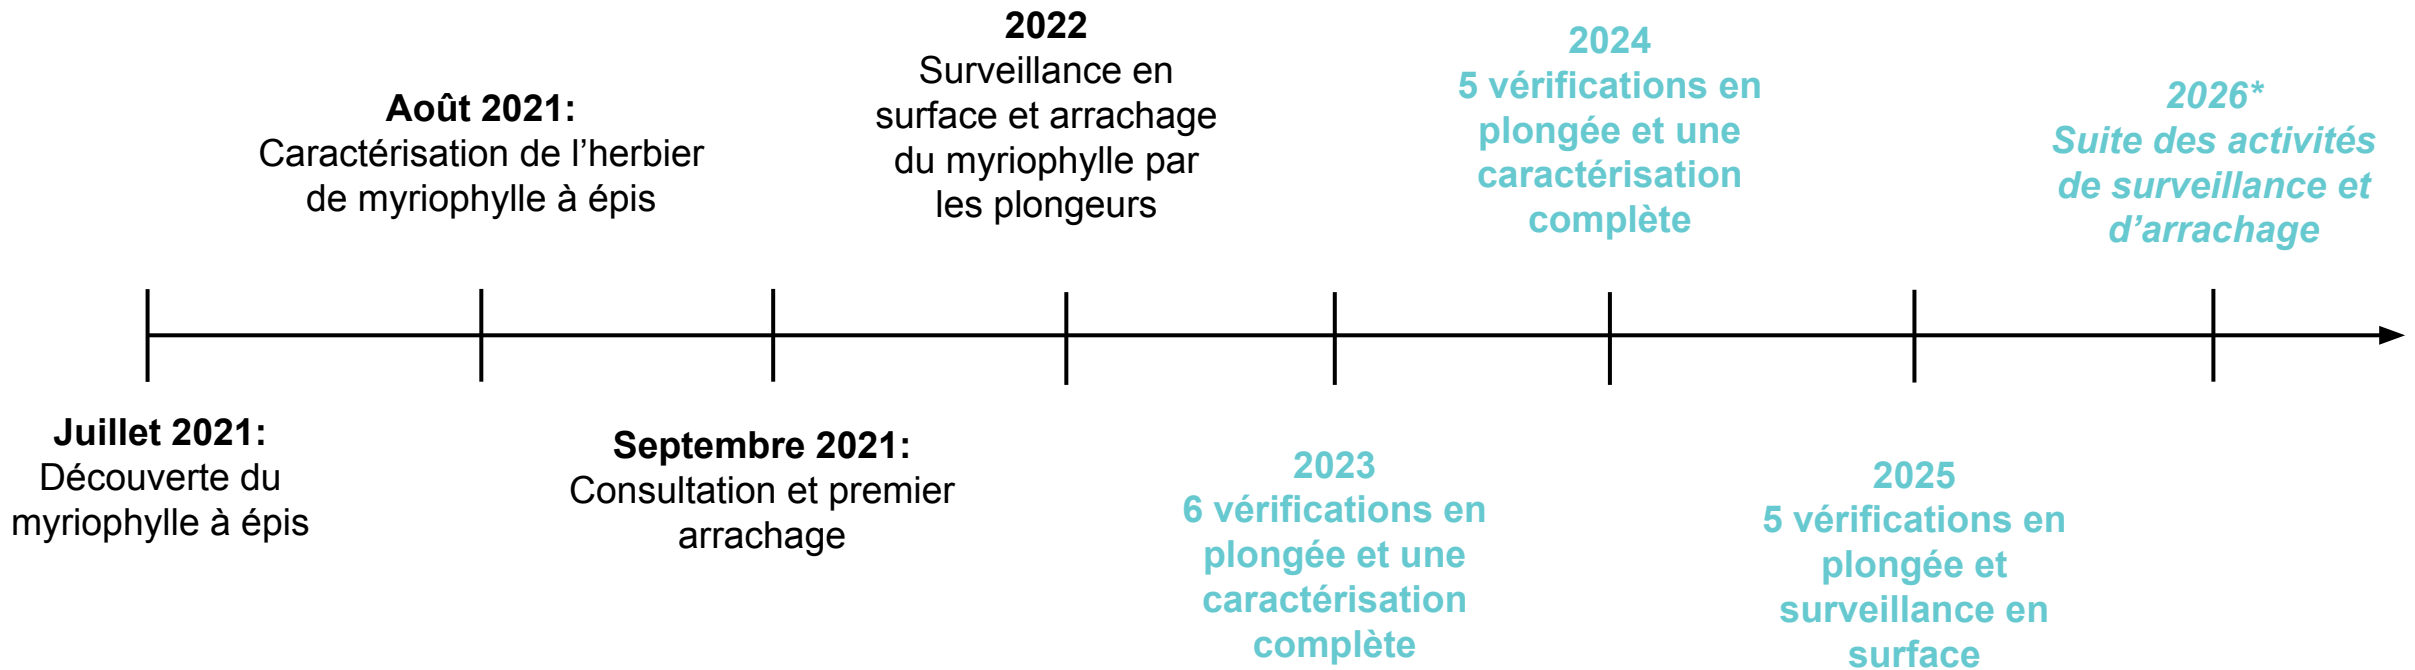 Juillet 2021:
Découverte du
myriophylle à épis
Août 2021:
Caractérisation de l’herbier
de myriophylle à épis
Septembre 2021:
Consultation et premier
arrachage
2022
Surveillance en
surface et arrachage
du myriophylle par
les plongeurs
2023
6 vérifications en
plongée et une
caractérisation
complète
2024
5 vérifications en
plongée et une
caractérisation
complète
2025
5 vérifications en
plongée et
surveillance en
surface
2026*
Suite des activités
de surveillance et
d’arrachage